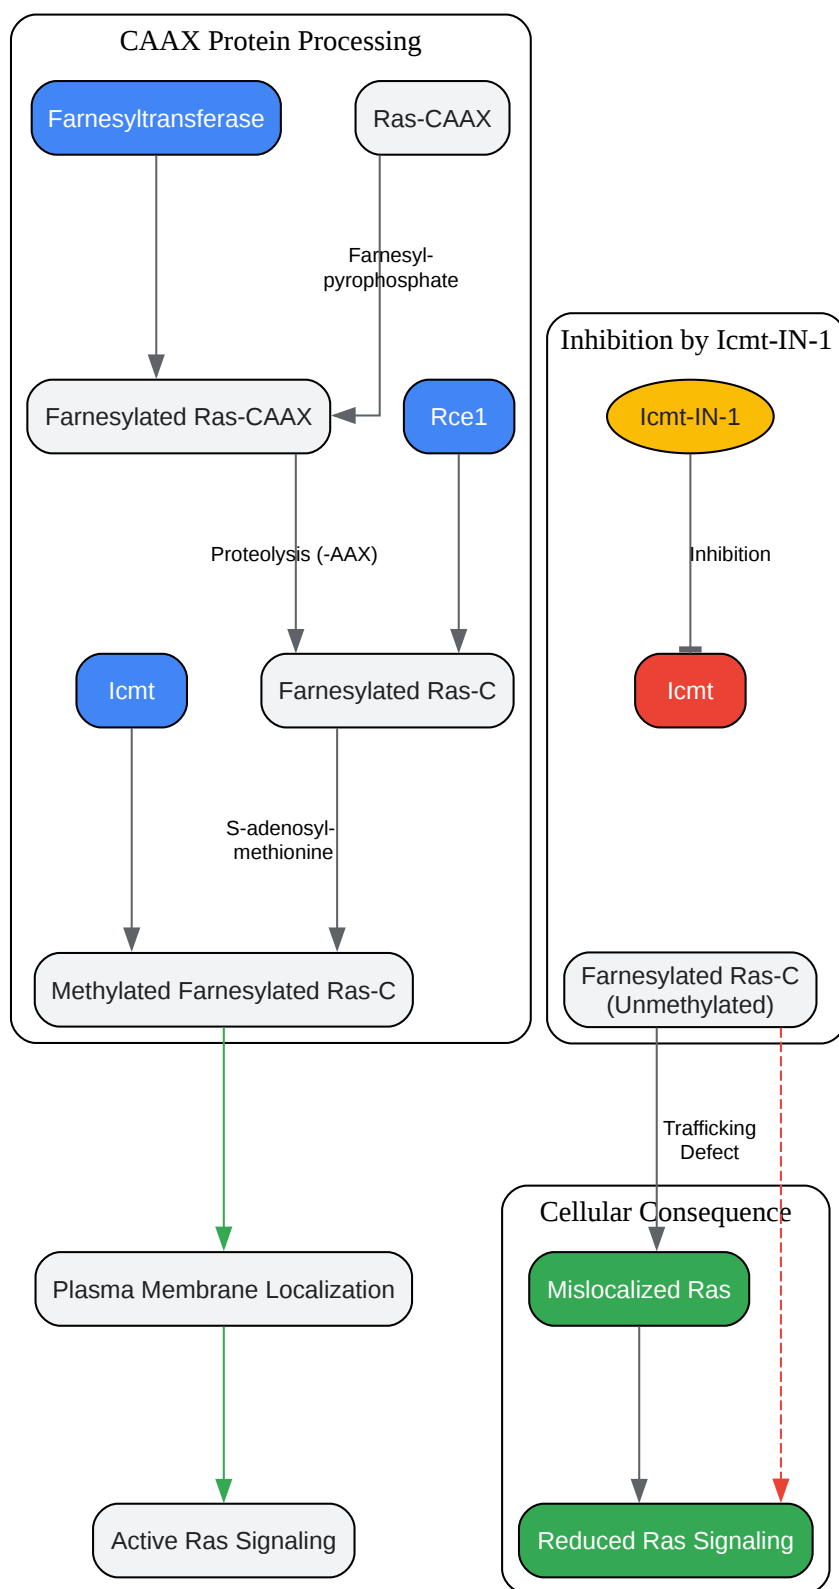 CAAX Protein Processing
Farnesyltransferase
Ras-CAAX
Farnesyl-
pyrophosphate
Farnesylated Ras-CAAX
Rce1
Proteolysis (-AAX)
Icmt
Farnesylated Ras-C
S-adenosyl-
methionine
Methylated Farnesylated Ras-C
Plasma Membrane Localization
Active Ras Signaling
Inhibition by Icmt-IN-1
Icmt-IN-1
Inhibition
Icmt
Farnesylated Ras-C
(Unmethylated)
Trafficking
Defect
Cellular Consequence
Mislocalized Ras
Reduced Ras Signaling